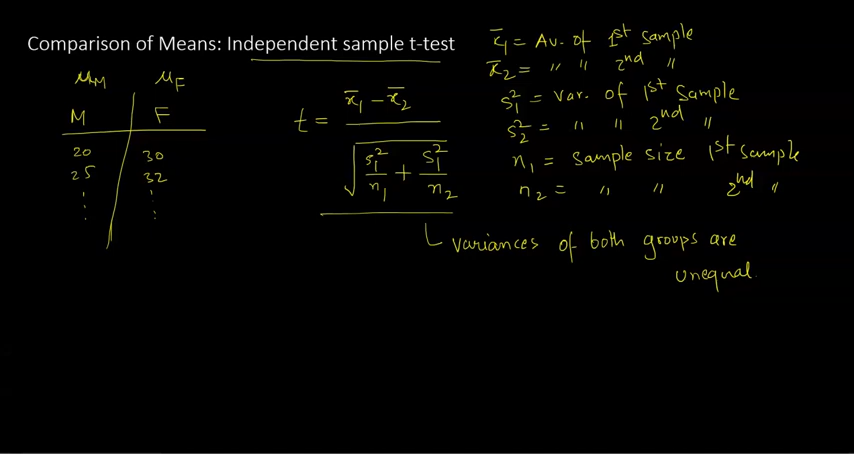 Comparison of Means: Independent sample t-test
μ_M μ_F
M F
20 30
25 32
⋮ ⋮
t = (x̄₁ − x̄₂) / √(s₁²/n₁ + s₁²/n₂)
x̄₁ = Av. of 1st sample
x̄₂ = " " 2nd "
s₁² = Var. of 1st sample
s₂² = " " 2nd "
n₁ = sample size 1st sample
n₂ = " " 2nd "
variances of both groups are
unequal.